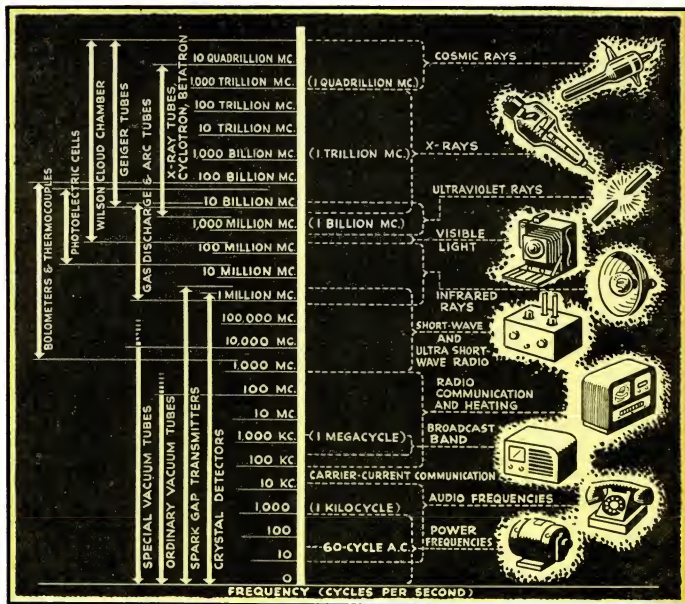 10 QUADRILLION MC.
1,000 TRILLION MC.
(1 QUADRILLION MC.)
100 TRILLION MC.
10 TRILLION MC.
1,000 BILLION MC.
(1 TRILLION MC.)
100 BILLION MC.
10 BILLION MC.
1,000 MILLION MC.
(1 BILLION MC.)
100 MILLION MC.
10 MILLION MC.
1 MILLION MC.
100,000 MC.
10,000 MC.
1,000 MC.
100 MC.
10 MC.
1,000 KC.
(1 MEGACYCLE)
100 KC.
10 KC.
1,000
(1 KILOCYCLE)
100
10
60-CYCLE A.C.
0
BOLOMETERS & THERMOCOUPLES
PHOTOELECTRIC CELLS
WILSON CLOUD CHAMBER
GEIGER TUBES
GAS DISCHARGE & ARC TUBES
X-RAY TUBES,
CYCLOTRON, BETATRON
SPECIAL VACUUM TUBES
ORDINARY VACUUM TUBES
SPARK GAP TRANSMITTERS
CRYSTAL DETECTORS
COSMIC RAYS
X-RAYS
ULTRAVIOLET RAYS
VISIBLE
LIGHT
INFRARED
RAYS
SHORT-WAVE
AND
ULTRA SHORT-
WAVE RADIO
RADIO
COMMUNICATION
AND HEATING
BROADCAST
BAND
CARRIER-CURRENT COMMUNICATION
AUDIO FREQUENCIES
POWER
FREQUENCIES
FREQUENCY (CYCLES PER SECOND)